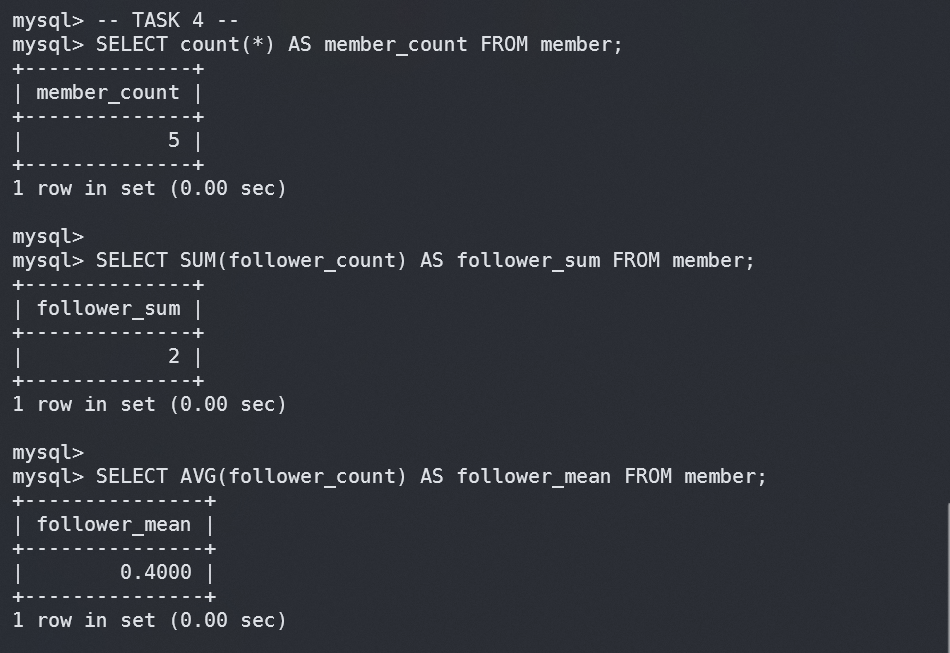 mysql> -- TASK 4 --
mysql> SELECT count(*) AS member_count FROM member;
+--------------+
| member_count |
+--------------+
|            5 |
+--------------+
1 row in set (0.00 sec)
mysql>
mysql> SELECT SUM(follower_count) AS follower_sum FROM member;
+--------------+
| follower_sum |
+--------------+
|            2 |
+--------------+
1 row in set (0.00 sec)
mysql>
mysql> SELECT AVG(follower_count) AS follower_mean FROM member;
+---------------+
| follower_mean |
+---------------+
|        0.4000 |
+---------------+
1 row in set (0.00 sec)